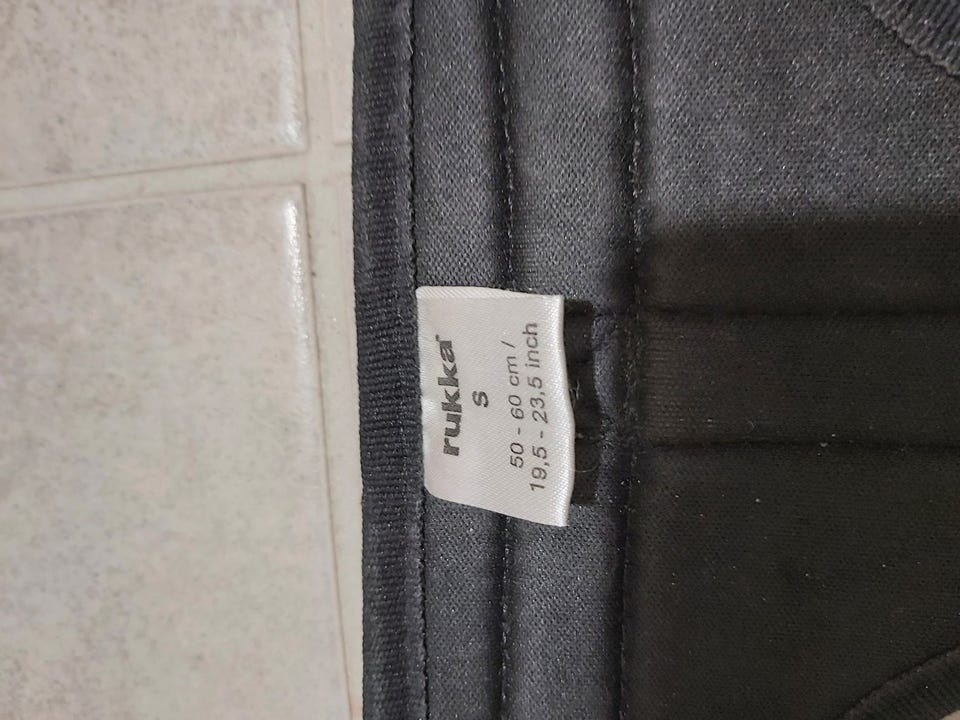 rukka
S
50 - 60 cm /
19,5 - 23,5 inch